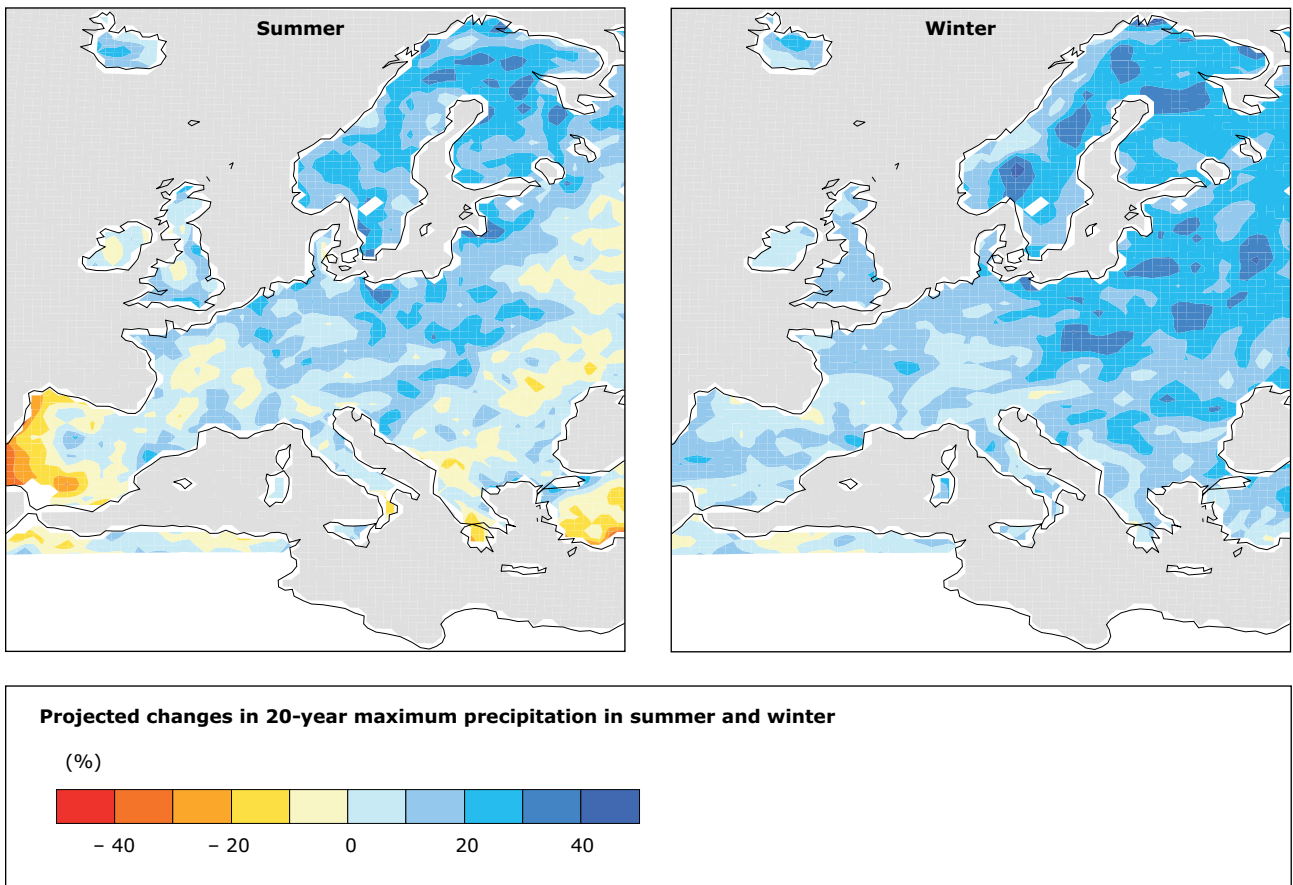 Summer
Winter
Projected changes in 20-year maximum precipitation in summer and winter
(%)
– 40 – 20 0 20 40